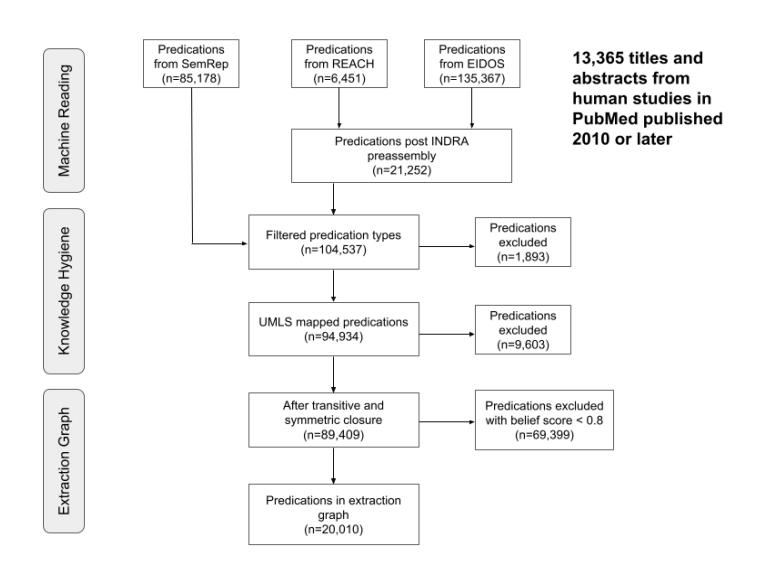 Machine Reading
Predications
from SemRep
(n=85,178)
Predications
from REACH
(n=6,451)
Predications
from EIDOS
(n=135,367)
13,365 titles and
abstracts from
human studies in
PubMed published
2010 or later
Predications post INDRA
preassembly
(n=21,252)
Knowledge Hygiene
Filtered predication types
(n=104,537)
Predications
excluded
(n=1,893)
UMLS mapped predications
(n=94,934)
Predications
excluded
(n=9,603)
Extraction Graph
After transitive and
symmetric closure
(n=89,409)
Predications excluded
with belief score < 0.8
(n=69,399)
Predications in extraction
graph
(n=20,010)